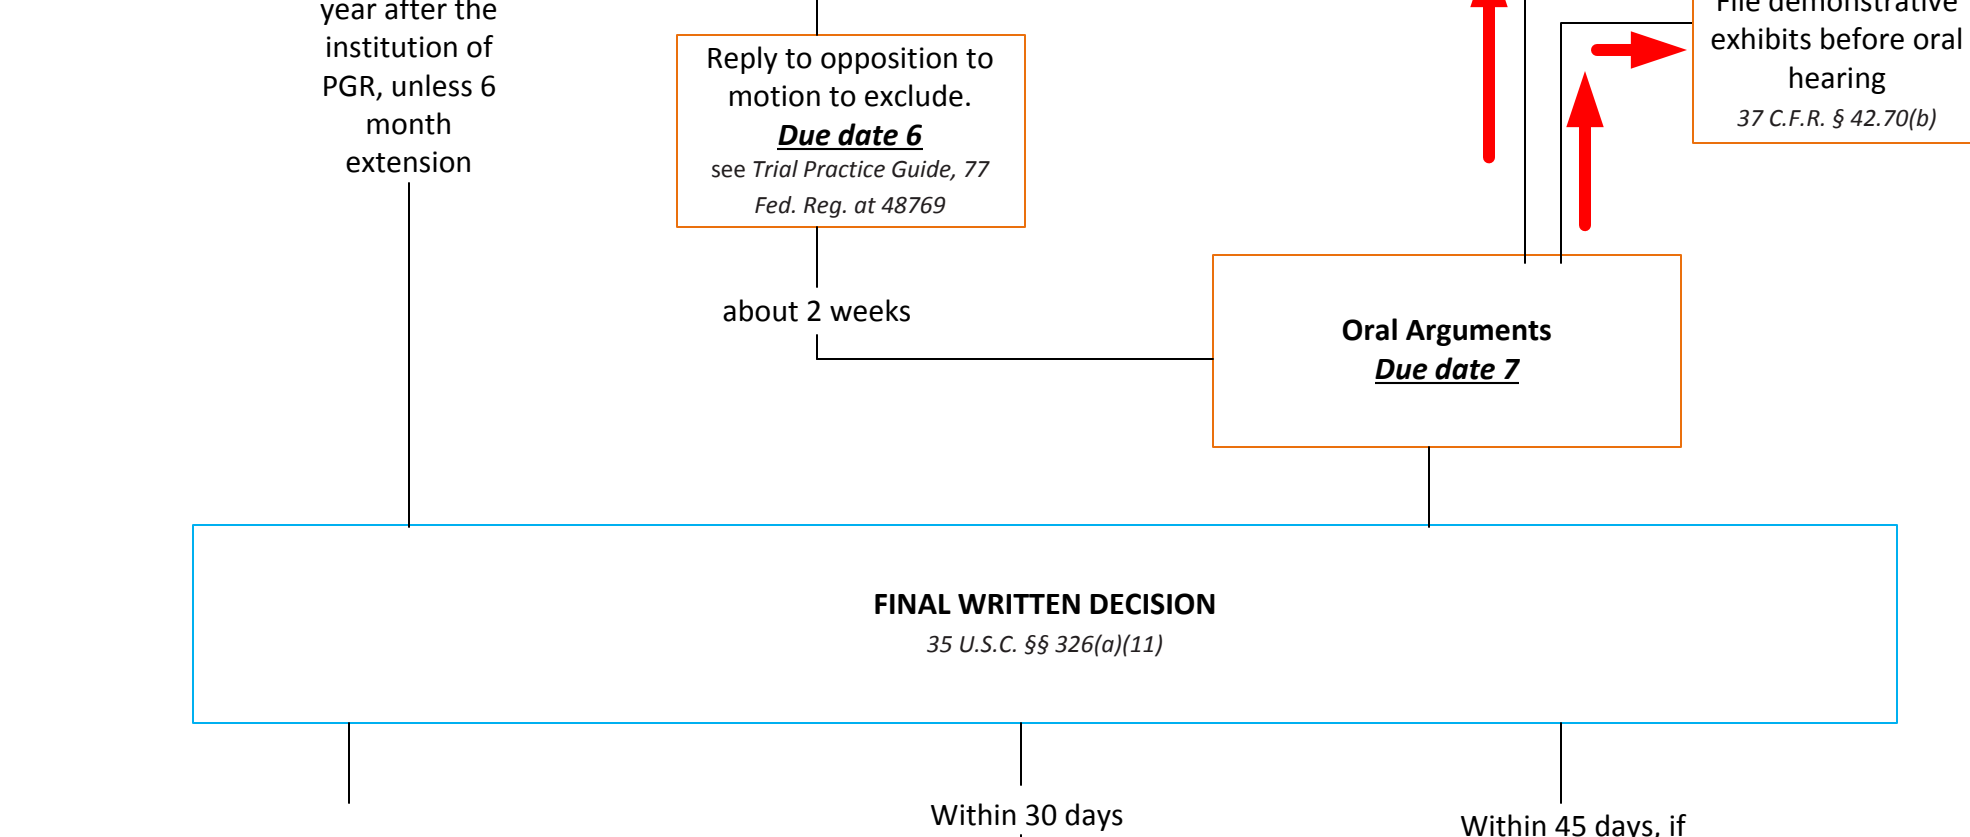 year after the
institution of
PGR, unless 6
month
extension
Reply to opposition to
motion to exclude.
Due date 6
see Trial Practice Guide, 77
Fed. Reg. at 48769
about 2 weeks
File demonstrative
exhibits before oral
hearing
37 C.F.R. § 42.70(b)
Oral Arguments
Due date 7
FINAL WRITTEN DECISION
35 U.S.C. §§ 326(a)(11)
Within 30 days
Within 45 days, if